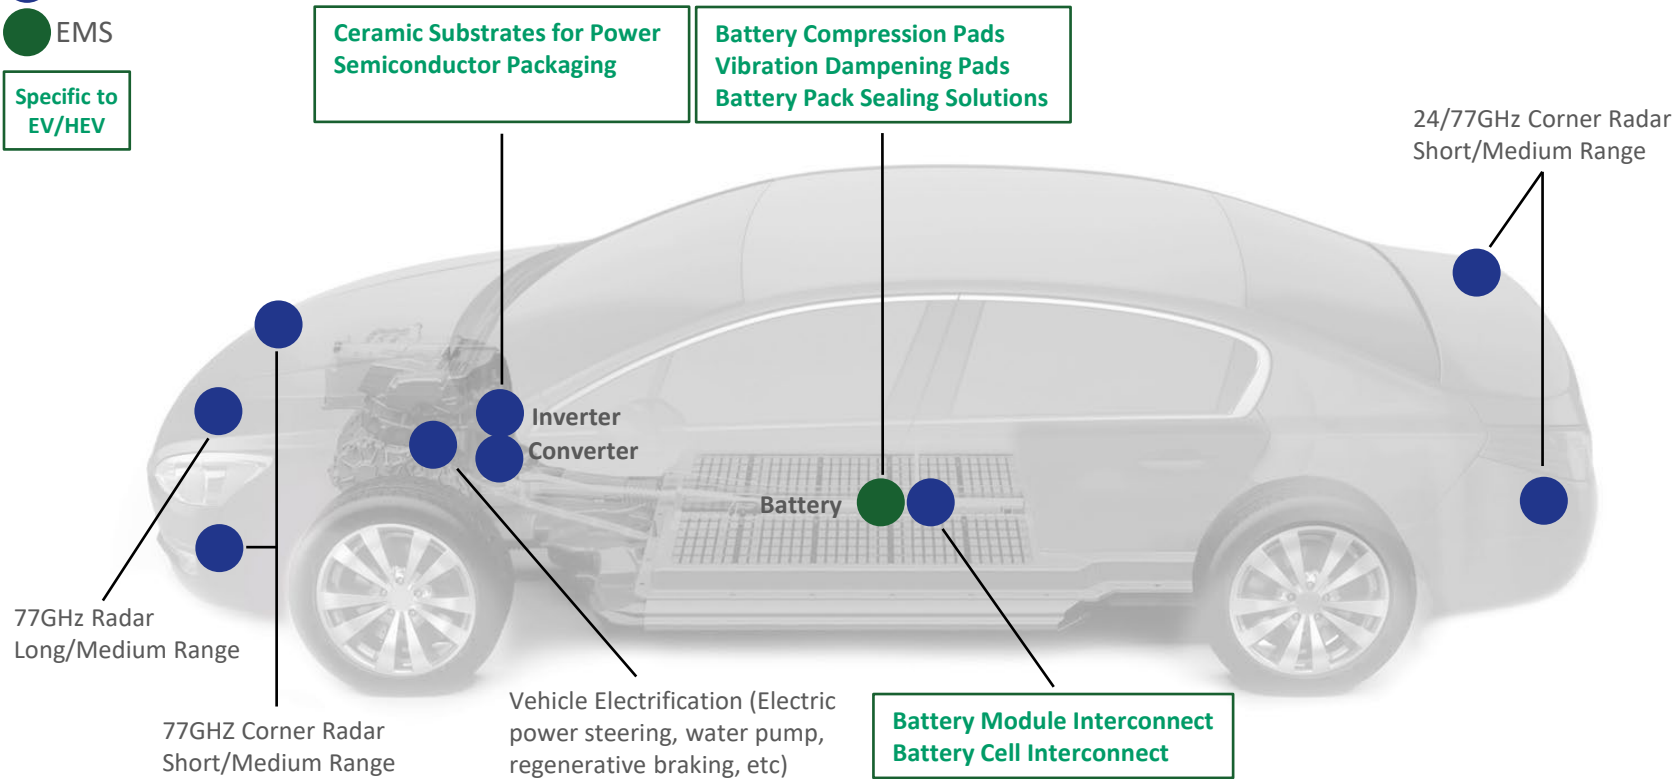 EMS
Specific to
EV/HEV
Ceramic Substrates for Power
Semiconductor Packaging
Battery Compression Pads
Vibration Dampening Pads
Battery Pack Sealing Solutions
24/77GHz Corner Radar
Short/Medium Range
Inverter
Converter
Battery
77GHz Radar
Long/Medium Range
77GHZ Corner Radar
Short/Medium Range
Vehicle Electrification (Electric
power steering, water pump,
regenerative braking, etc)
Battery Module Interconnect
Battery Cell Interconnect